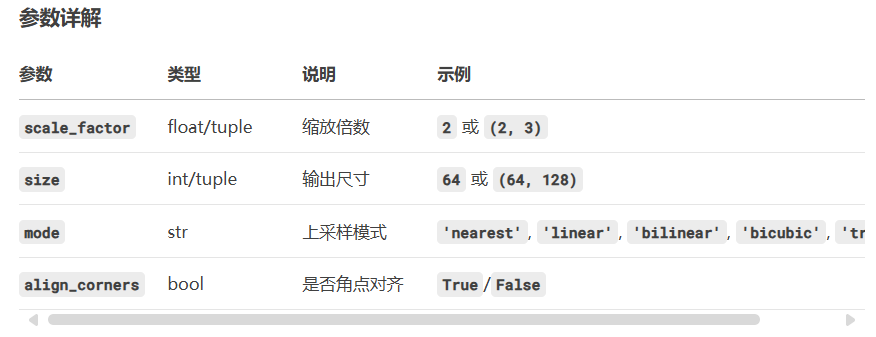 参数详解
参数 类型 说明 示例
scale_factor float/tuple 缩放倍数 2 或 (2, 3)
size int/tuple 输出尺寸 64 或 (64, 128)
mode str 上采样模式 'nearest', 'linear', 'bilinear', 'bicubic', 'tr
align_corners bool 是否角点对齐 True/False